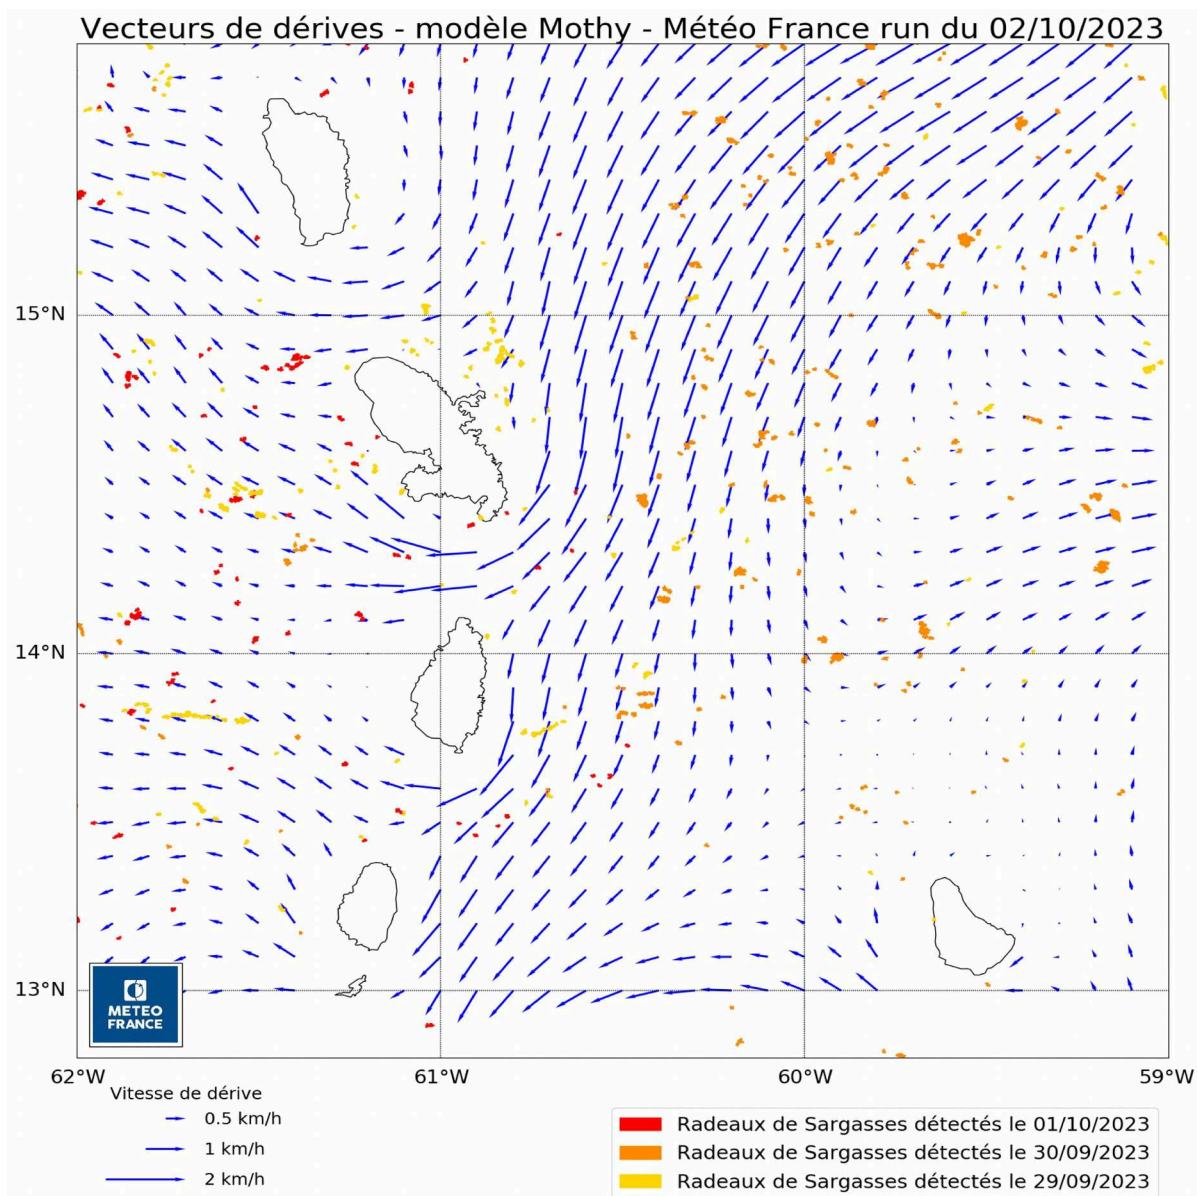 Vecteurs de dérives - modèle Mothy - Météo France run du 02/10/2023
15°N
14°N
13°N
METEO
FRANCE
62°W
61°W
60°W
59°W
Vitesse de dérive
0.5 km/h
1 km/h
2 km/h
Radeaux de Sargasses détectés le 01/10/2023
Radeaux de Sargasses détectés le 30/09/2023
Radeaux de Sargasses détectés le 29/09/2023